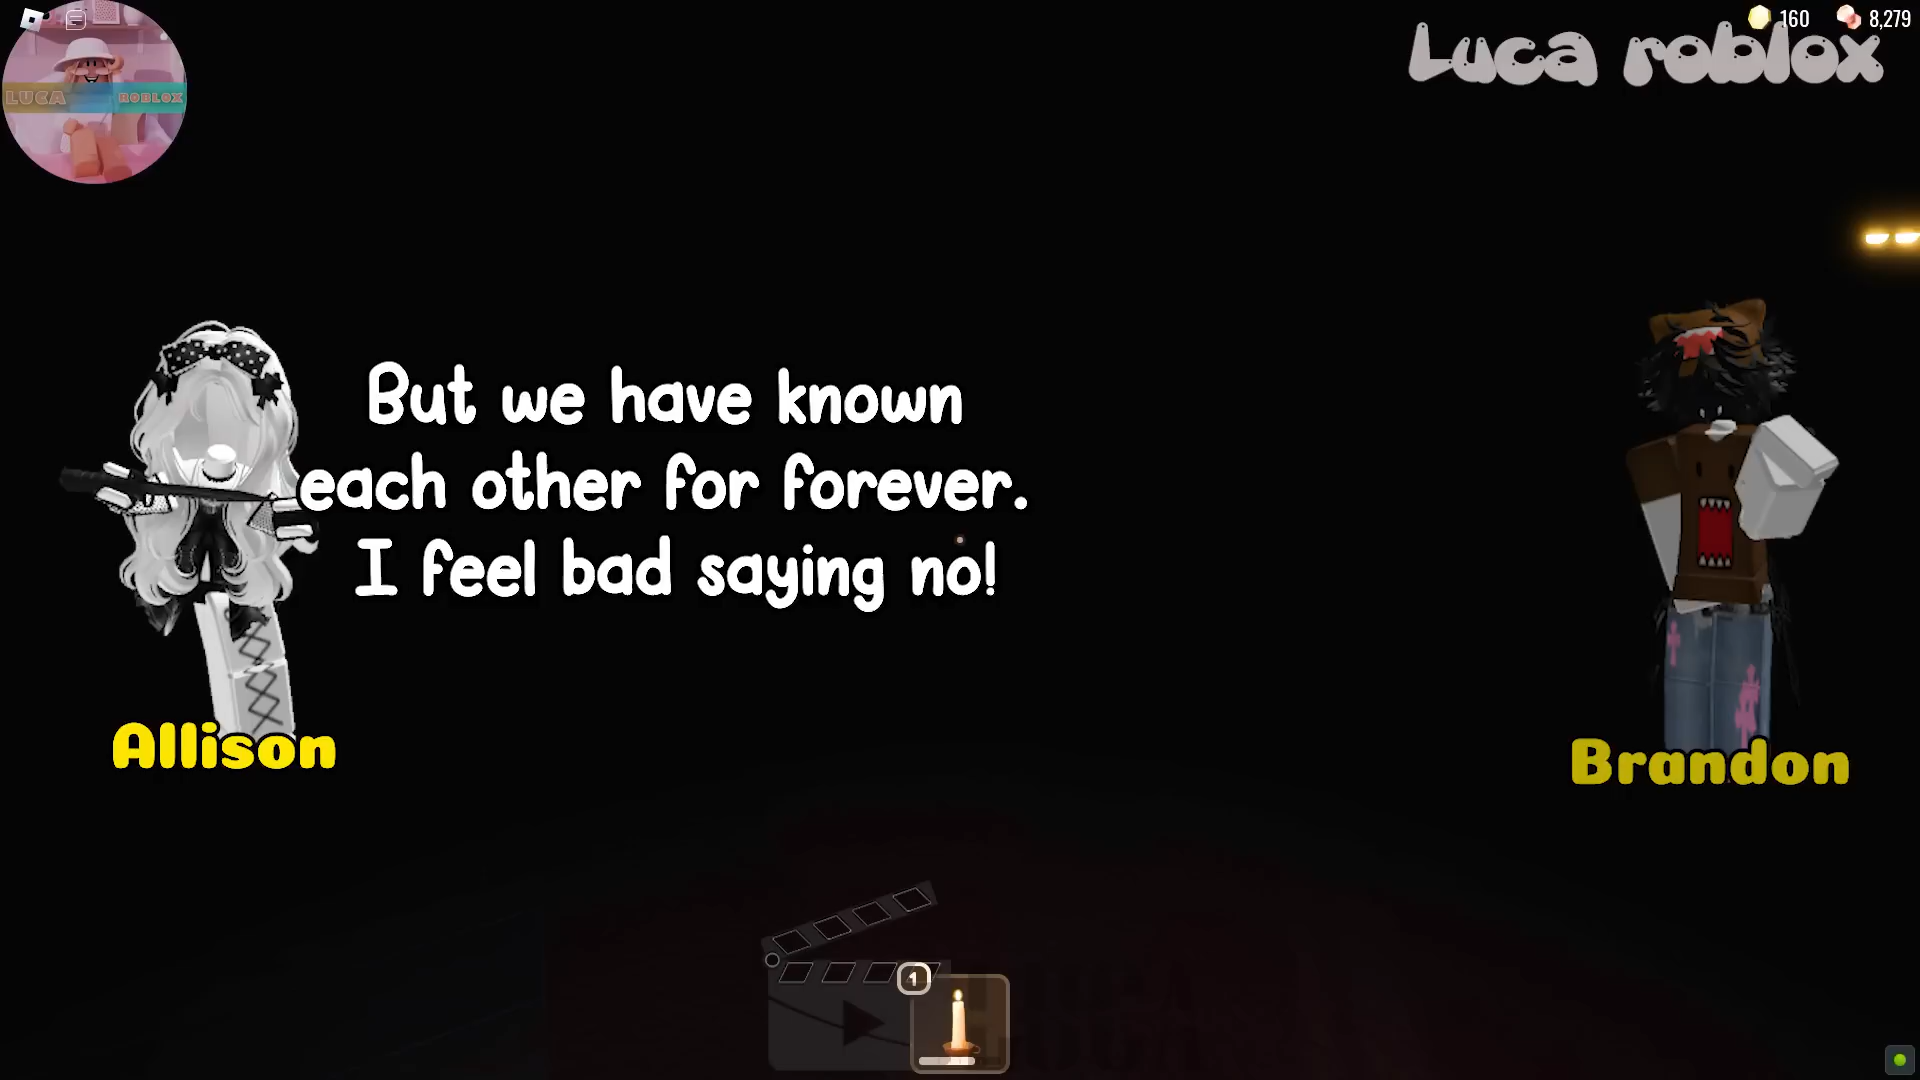 160
8,279
Luca roblox
LUCA ROBLOX
But we have known
each other for forever.
I feel bad saying no!
Allison
Brandon
1